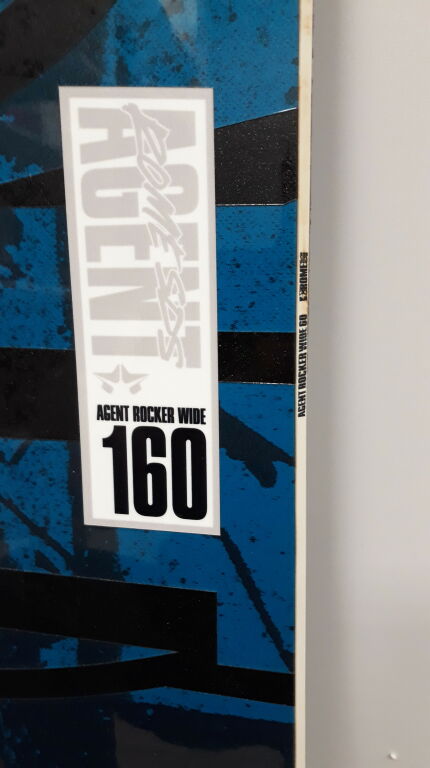 AGENT
ROME SDS
AGENT ROCKER WIDE
160
AGENT ROCKER WIDE 60
ROME